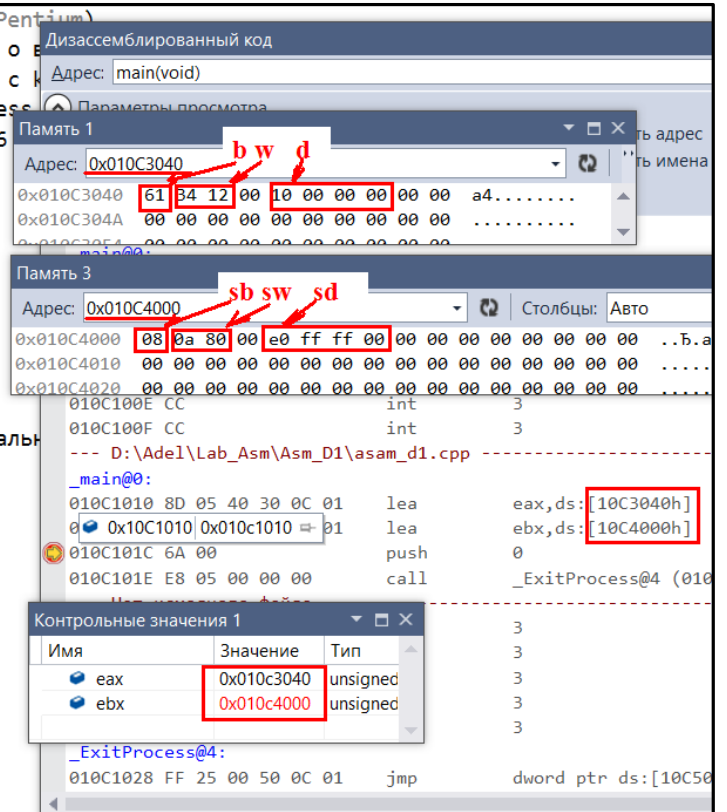 Pentium)
о в
Дизассемблированный код
с k
Адрес: main(void)
ess
Параметры просмотра
6
Память 1
ть адрес
b w d
Адрес: 0x010C3040
ть имена
0x010C3040 61 34 12 00 10 00 00 00 00 00 a4........
0x010C304A 00 00 00 00 00 00 00 00 00 00 ..........
_main@0:
Память 3
sb sw sd
Адрес: 0x010C4000 Столбцы: Авто
0x010C4000 08 0a 80 00 e0 ff ff 00 00 00 00 00 00 00 00 00 ..Ђ.а
0x010C4010 00 00 00 00 00 00 00 00 00 00 00 00 00 00 00 00 .....
0x010C4020 00 00 00 00 00 00 00 00 00 00 00 00 00 00 00 00 .....
010C100E CC int 3
010C100F CC int 3
альн
--- D:\Adel\Lab_Asm\Asm_D1\asam_d1.cpp -----------------------
_main@0:
010C1010 8D 05 40 30 0C 01 lea eax,ds:[10C3040h]
0x10C1010 0x010c1010 01 lea ebx,ds:[10C4000h]
010C101C 6A 00 push 0
010C101E E8 05 00 00 00 call _ExitProcess@4 (010
Контрольные значения 1
3
Имя Значение Тип
3
eax 0x010c3040 unsigned
3
ebx 0x010c4000 unsigned
3
3
_ExitProcess@4:
010C1028 FF 25 00 50 0C 01 jmp dword ptr ds:[10C50